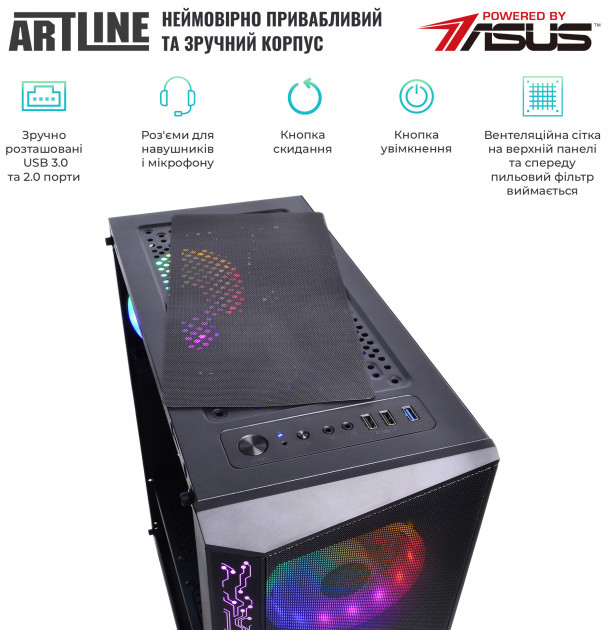 ARTLINE
НЕЙМОВІРНО ПРИВАБЛИВИЙ
ТА ЗРУЧНИЙ КОРПУС
POWERED BY
ASUS
Зручно
розташовані
USB 3.0
та 2.0 порти
Роз'єми для
навушників
і мікрофону
Кнопка
скидання
Кнопка
увімкнення
Вентеляційна сітка
на верхній панелі
та спереду
пиловий фільтр
виймається